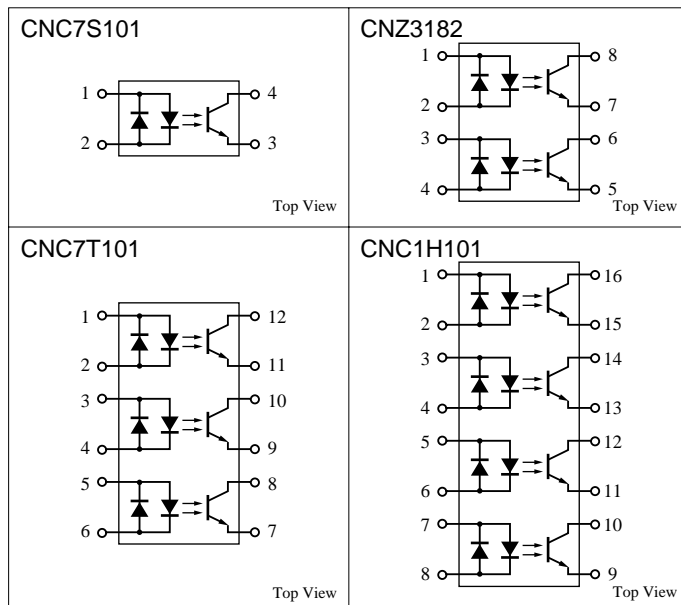 CNC7S101
1 4
2 3
Top View
CNZ3182
1 8
2 7
3 6
4 5
Top View
CNC7T101
1 12
2 11
3 10
4 9
5 8
6 7
Top View
CNC1H101
1 16
2 15
3 14
4 13
5 12
6 11
7 10
8 9
Top View